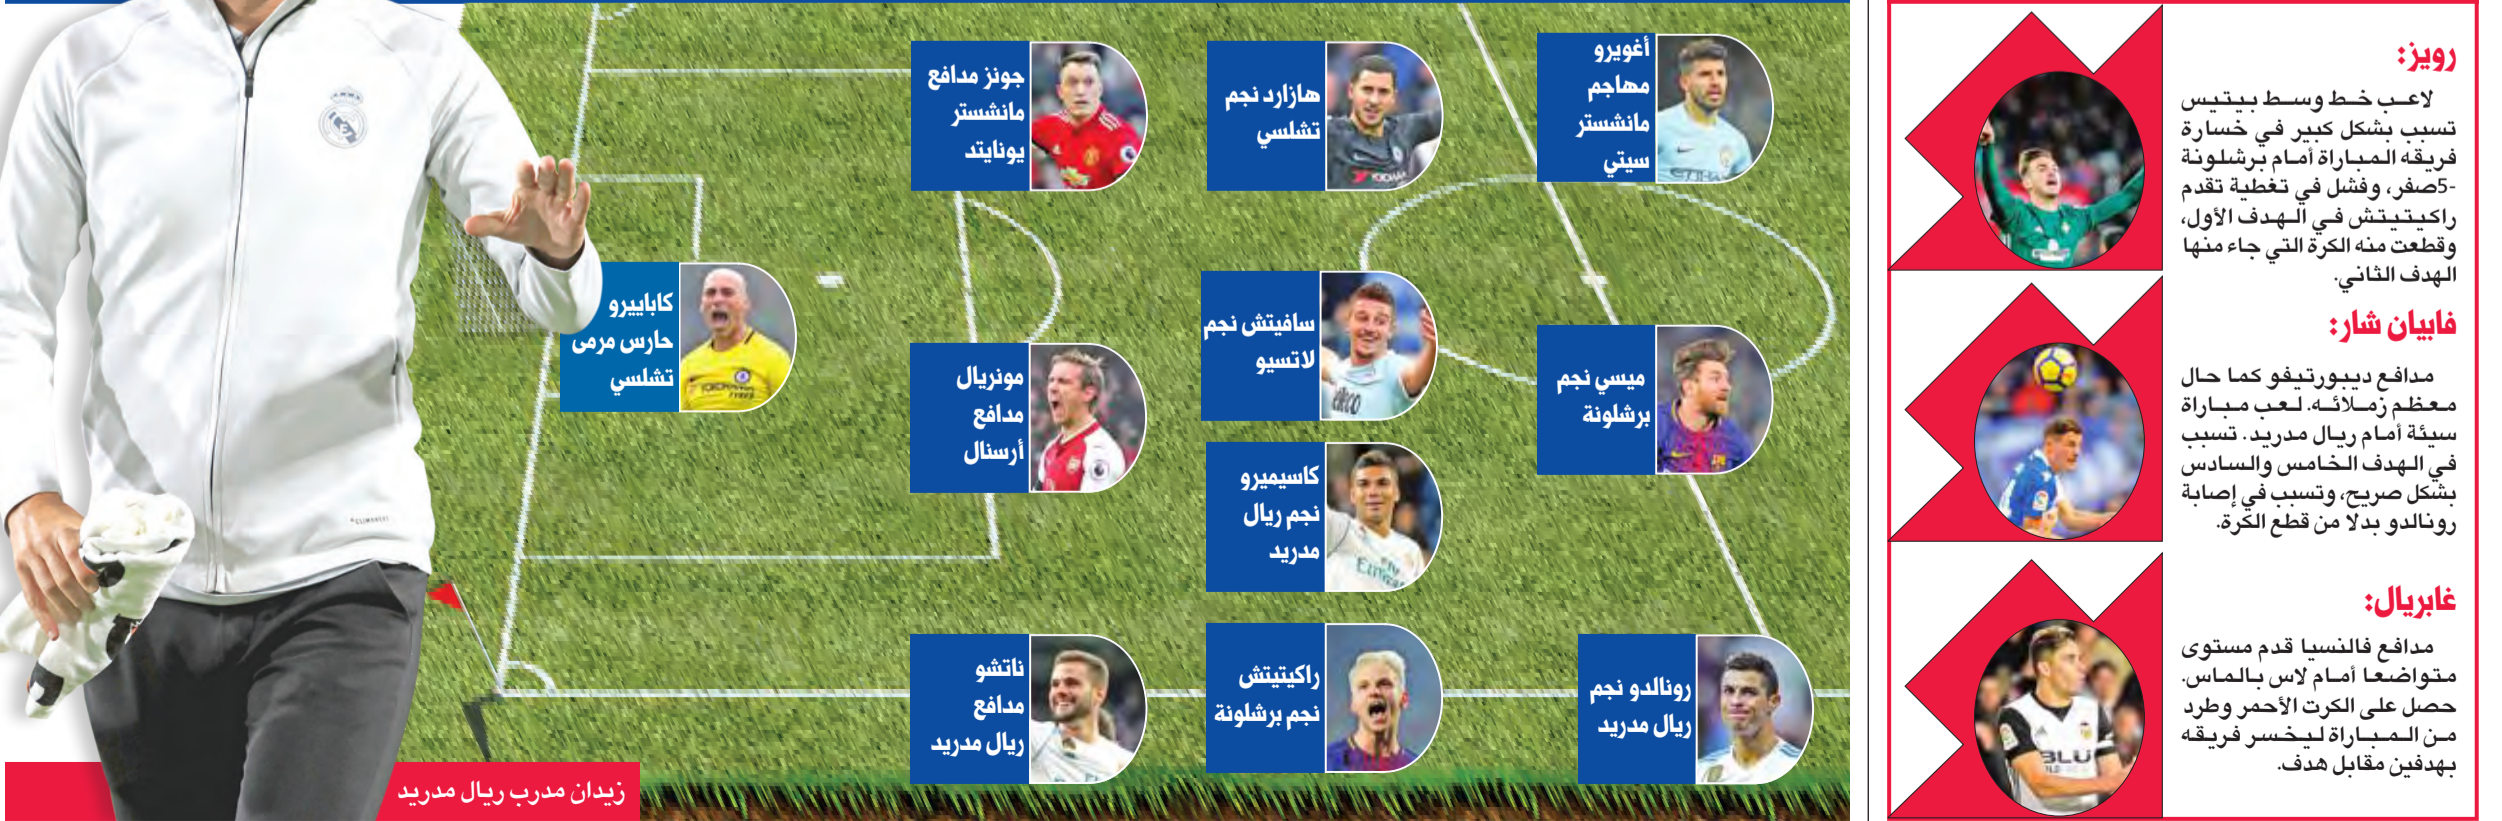 رويز:
لاعب خط وسط بيتيس
تسبب بشكل كبير في خسارة
فريقه المباراة أمام برشلونة
-5صفر، وفشل في تغطية تقدم
راكيتيتش في الهدف الأول،
وقطعت منه الكرة التي جاء منها
الهدف الثاني.
فابيان شار:
مدافع ديبورتيفو كما حال
معظم زملائه. لعب مباراة
سيئة أمام ريال مدريد. تسبب
في الهدف الخامس والسادس
بشكل صريح، وتسبب في إصابة
رونالدو بدلا من قطع الكرة.
غابريال:
مدافع فالنسيا قدم مستوى
متواضعا أمام لاس بالماس.
حصل على الكرت الأحمر وطرد
من المباراة ليخسر فريقه
بهدفين مقابل هدف.
أغويرو
مهاجم
مانشستر
سيتي
هازارد نجم
تشلسي
جونز مدافع
مانشستر
يونايتد
ميسي نجم
برشلونة
سافيتش نجم
لاتسيو
كاسيميرو
نجم ريال
مدريد
مونريال
مدافع
أرسنال
كاباييرو
حارس مرمى
تشلسي
رونالدو نجم
ريال مدريد
راكيتيتش
نجم برشلونة
ناتشو
مدافع
ريال مدريد
زيدان مدرب ريال مدريد
BLU